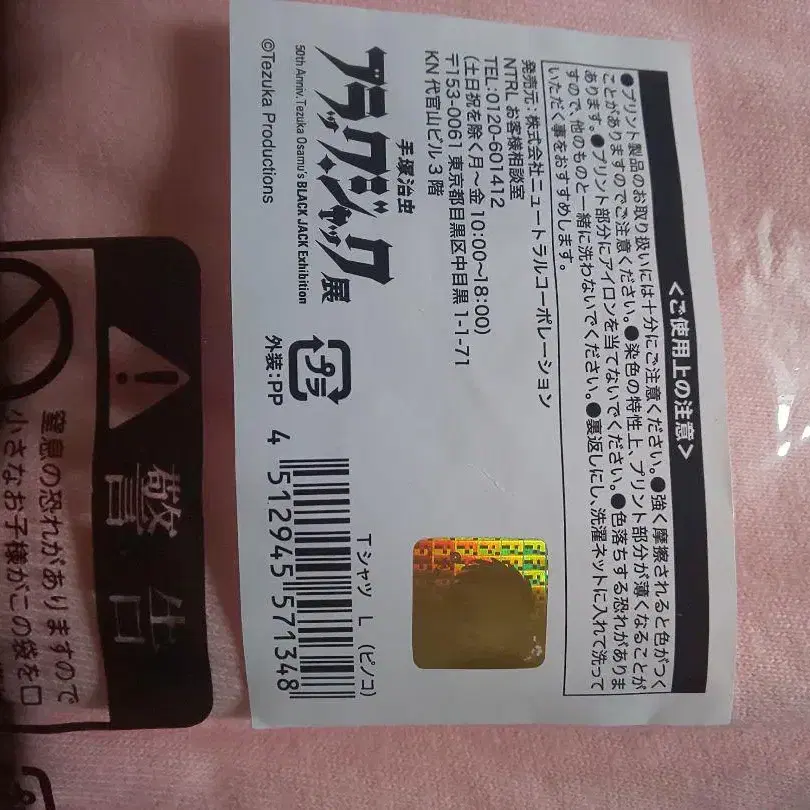 <ご使用上の注意>
●プリント製品のお取り扱いには十分にご注意ください。●強く摩擦されると色がつく
ことがありますのでご注意ください。●染色の特性上、プリント部分が薄くなることが
あります。●プリント部分にアイロンを当てないでください。●色落ちする恐れがありま
すので、他のものと一緒に洗わないでください。●裏返しにし、洗濯ネットに入れて洗って
いただく事をおすすめします。
発売元:株式会社ニュートラルコーポレーション
NTRL お客様相談室
TEL:0120-601412
(土日祝を除く月〜金 10:00〜18:00)
〒153-0061 東京都目黒区中目黒 1-1-71
KN 代官山ビル 3 階
手塚治虫
ブラック・ジャック展
50th Anniv. Tezuka Osamu's BLACK JACK Exhibition
©Tezuka Productions
プラ
外装:PP
Tシャツ L (ピノコ)
4 512945 571348
警告
窒息の恐れがありますので
小さなお子様がこの袋を口